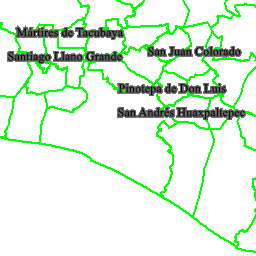 Mártires de Tacubaya
San Juan Colorado
Santiago Llano Grande
Pinotepa de Don Luis
San Andrés Huaxpaltepec